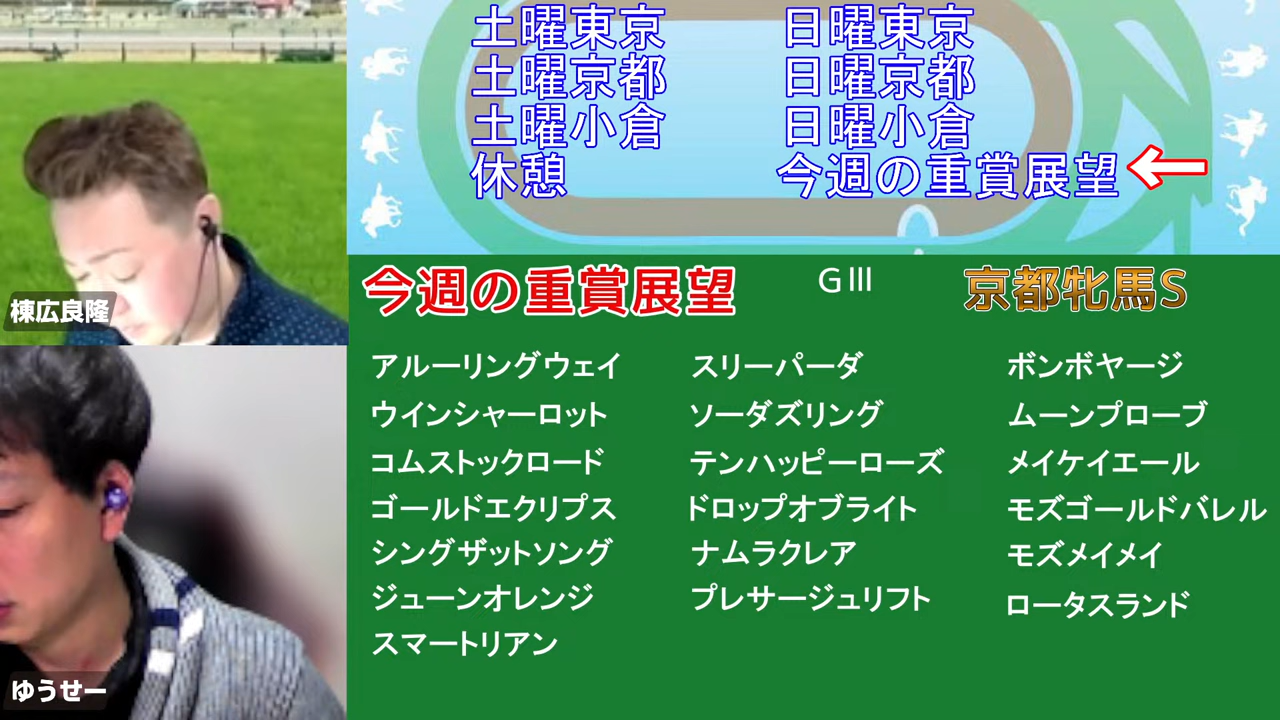 土曜東京
日曜東京
土曜京都
日曜京都
土曜小倉
日曜小倉
休憩
今週の重賞展望
棟広良隆
今週の重賞展望
GⅢ
京都牝馬S
アルーリングウェイ
スリーパーダ
ボンボヤージ
ウインシャーロット
ソーダズリング
ムーンプローブ
コムストックロード
テンハッピーローズ
メイケイエール
ゴールドエクリプス
ドロップオブライト
モズゴールドバレル
シングザットソング
ナムラクレア
モズメイメイ
ジューンオレンジ
プレサージュリフト
ロータスランド
スマートリアン
ゆうせー